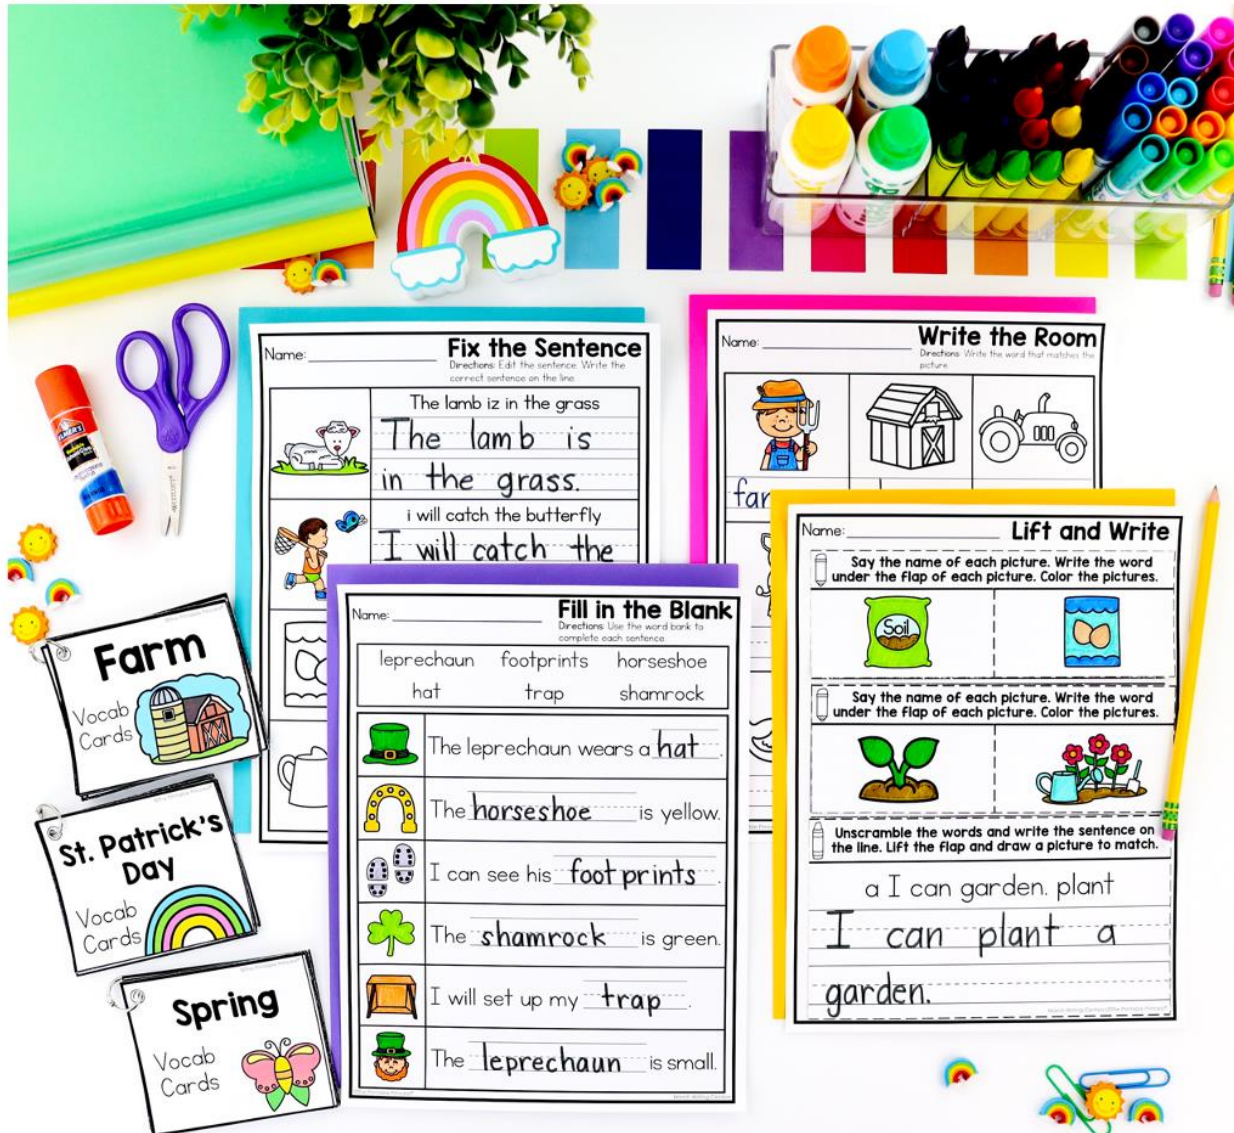 ELMER'S
Name:
Fix the Sentence
Directions: Edit the sentence. Write the
correct sentence on the line.
The lamb iz in the grass
The lamb is
in the grass.
i will catch the butterfly
I will catch the
Name:
Write the Room
Directions: Write the word that matches the
picture.
far
Name:
Lift and Write
Say the name of each picture. Write the word
under the flap of each picture. Color the pictures.
Soil
Say the name of each picture. Write the word
under the flap of each picture. Color the pictures.
Unscramble the words and write the sentence on
the line. Lift the flap and draw a picture to match.
a I can garden. plant
I can plant a
garden.
Name:
Fill in the Blank
Directions: Use the word bank to
complete each sentence.
leprechaun footprints horseshoe
hat trap shamrock
The leprechaun wears a hat.
The horseshoe is yellow.
I can see his footprints.
The shamrock is green.
I will set up my trap.
The leprechaun is small.
Farm
Vocab
Cards
St. Patrick's
Day
Vocab
Cards
Spring
Vocab
Cards